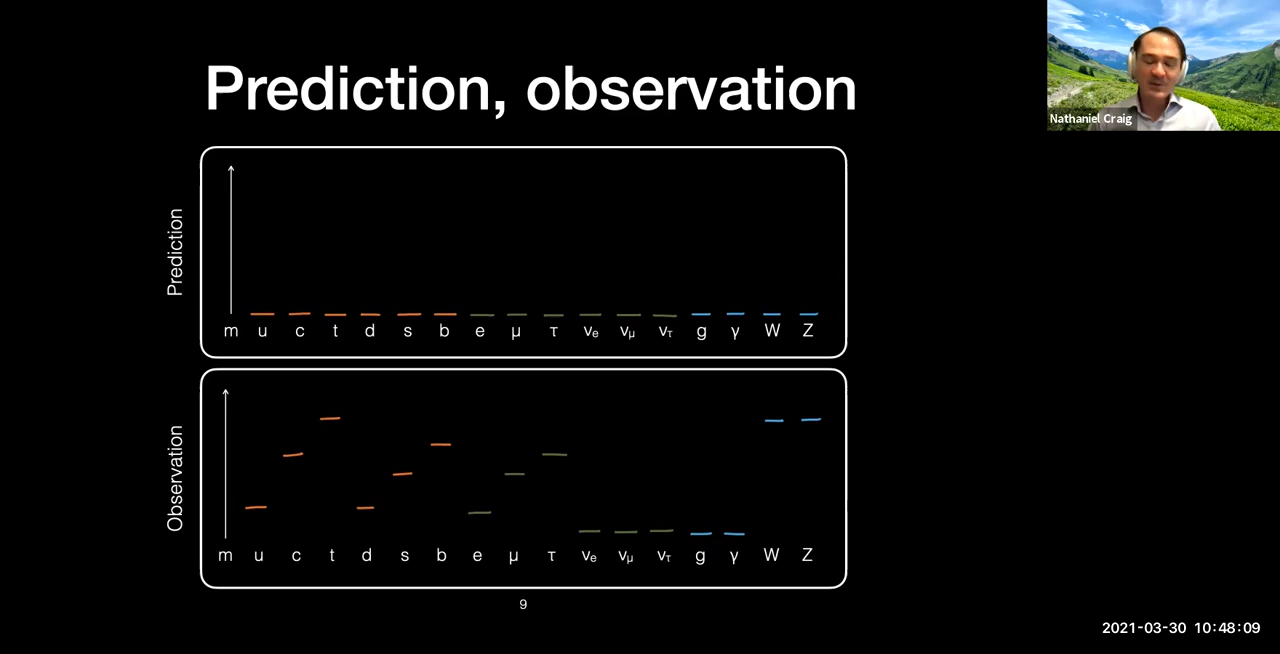 Prediction, observation
Nathaniel Craig
Prediction
m u c t d s b e μ τ νe νμ ντ g γ W Z
Observation
m u c t d s b e μ τ νe νμ ντ g γ W Z
9
2021-03-30 10:48:09